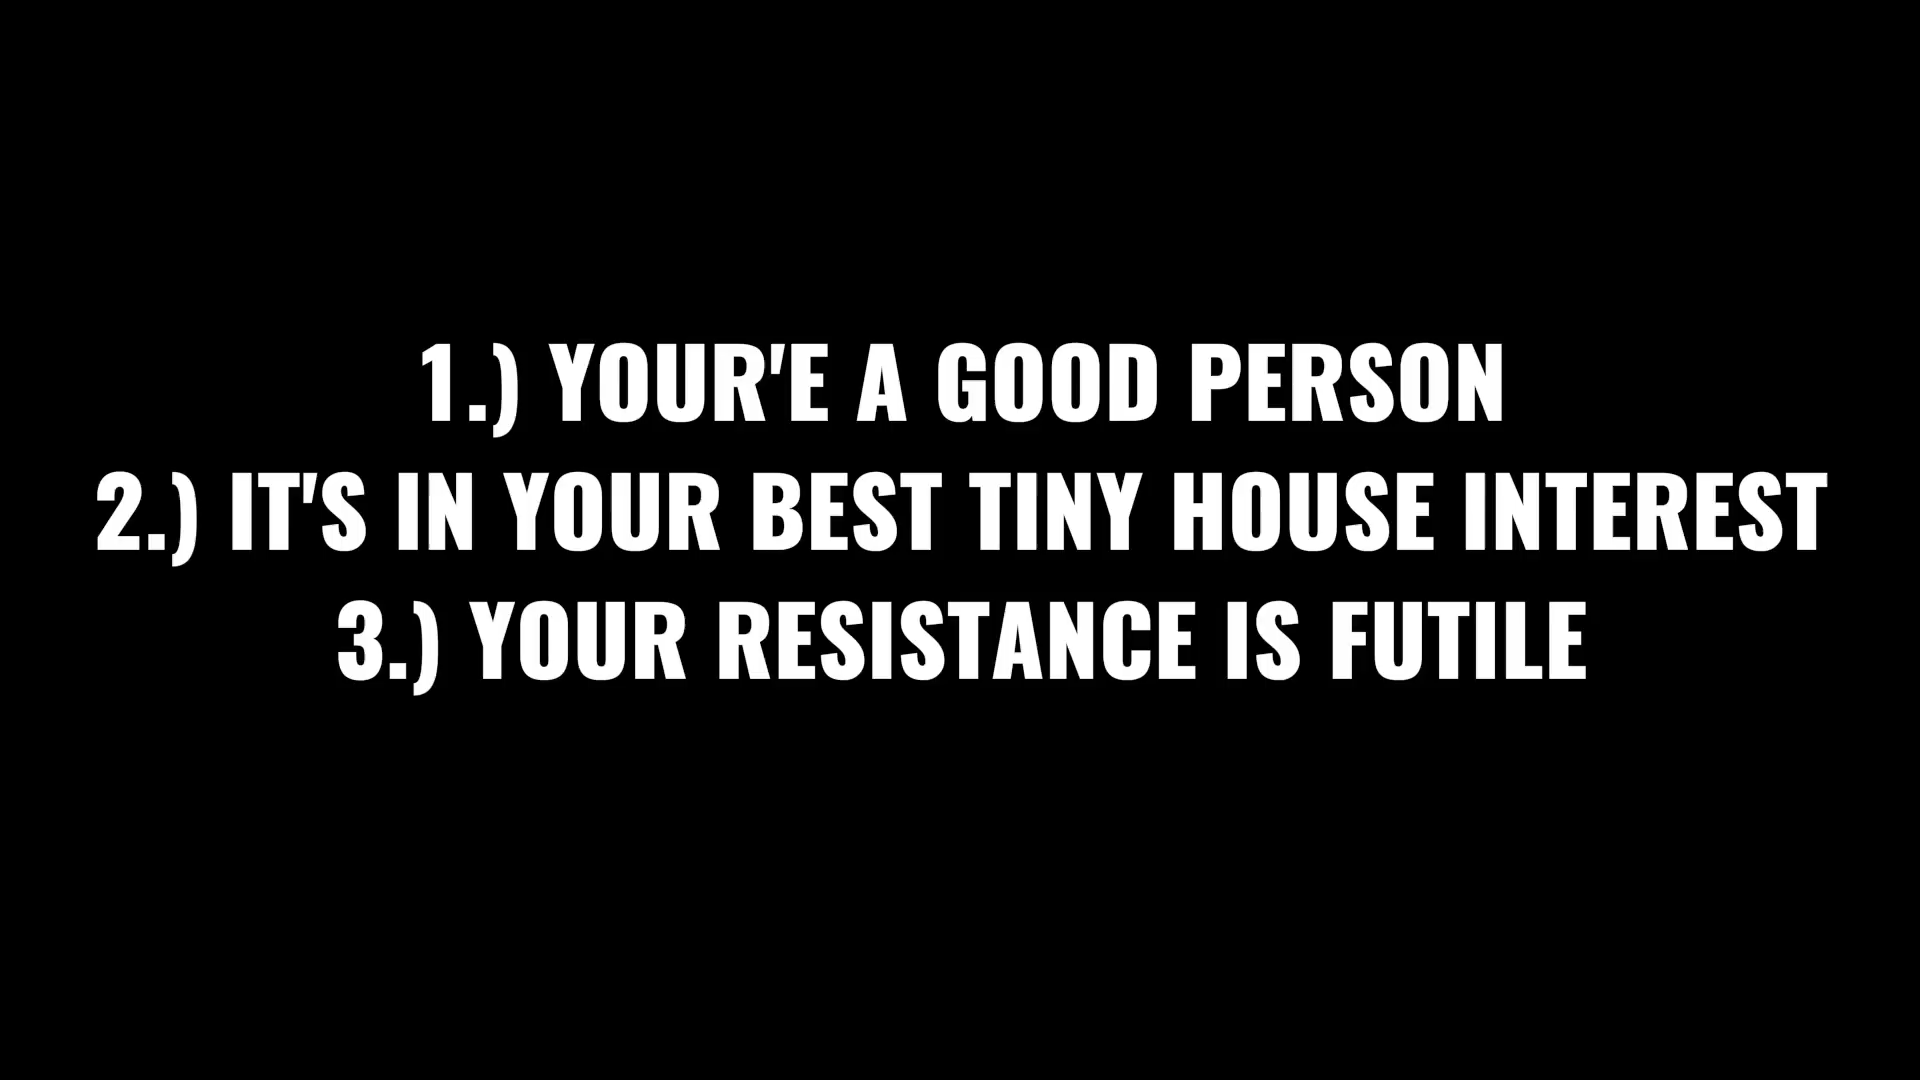 1.) YOUR'E A GOOD PERSON
2.) IT'S IN YOUR BEST TINY HOUSE INTEREST
3.) YOUR RESISTANCE IS FUTILE